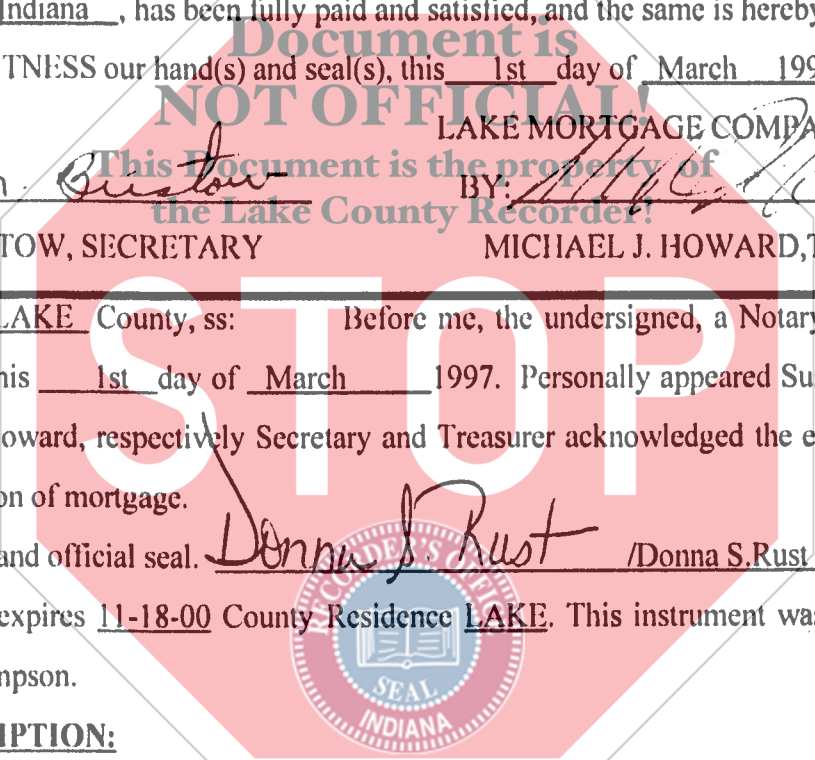 Indiana , has been fully paid and satisfied, and the same is hereby
Document is
TNESS our hand(s) and seal(s), this 1st day of March 199
NOT OFFICIAL!
LAKE MORTGAGE COMPA
This Document is the property of
Bustow BY:
the Lake County Recorder!
TOW, SECRETARY MICHAEL J. HOWARD,T
STOP
LAKE County, ss: Before me, the undersigned, a Notary
his 1st day of March 1997. Personally appeared Su
oward, respectively Secretary and Treasurer acknowledged the e
on of mortgage.
and official seal. Donna S. Rust /Donna S.Rust
expires 11-18-00 County Residence LAKE. This instrument wa
mpson.
RECORDER'S OFFICE
SEAL
INDIANA
IPTION: